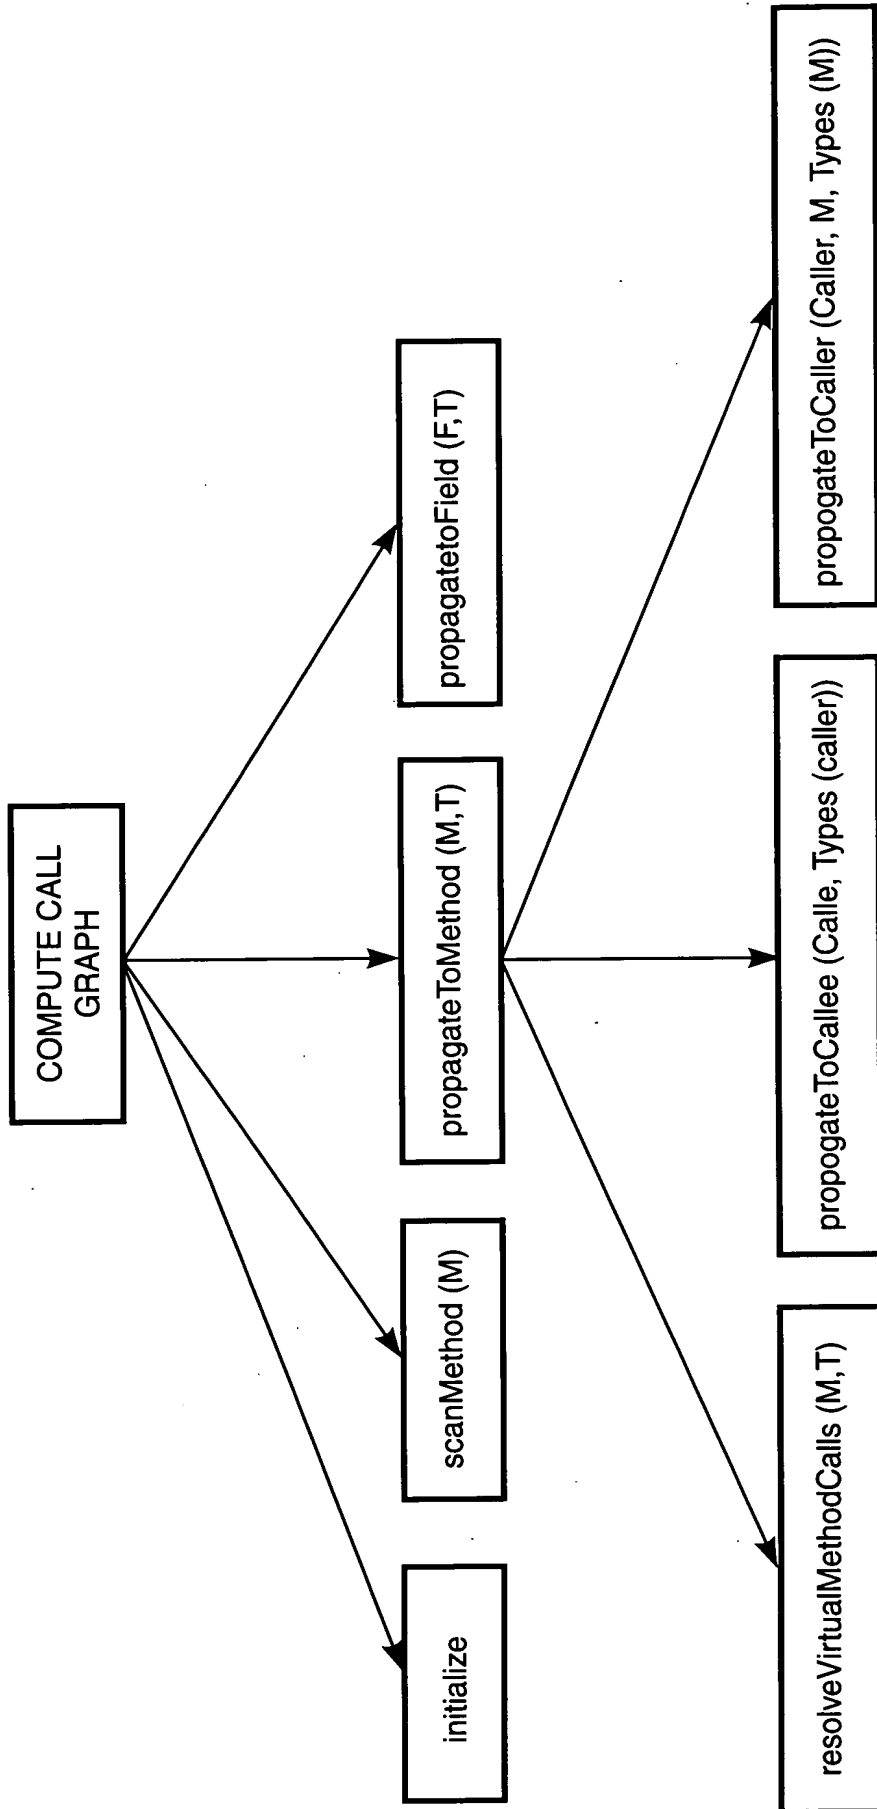 COMPUTE CALL
GRAPH
initialize
scanMethod (M)
propagateToMethod (M,T)
propagatetoField (F,T)
resolveVirtualMethodCalls (M,T)
propogateToCallee (Calle, Types (caller))
propogateToCaller (Caller, M, Types (M))